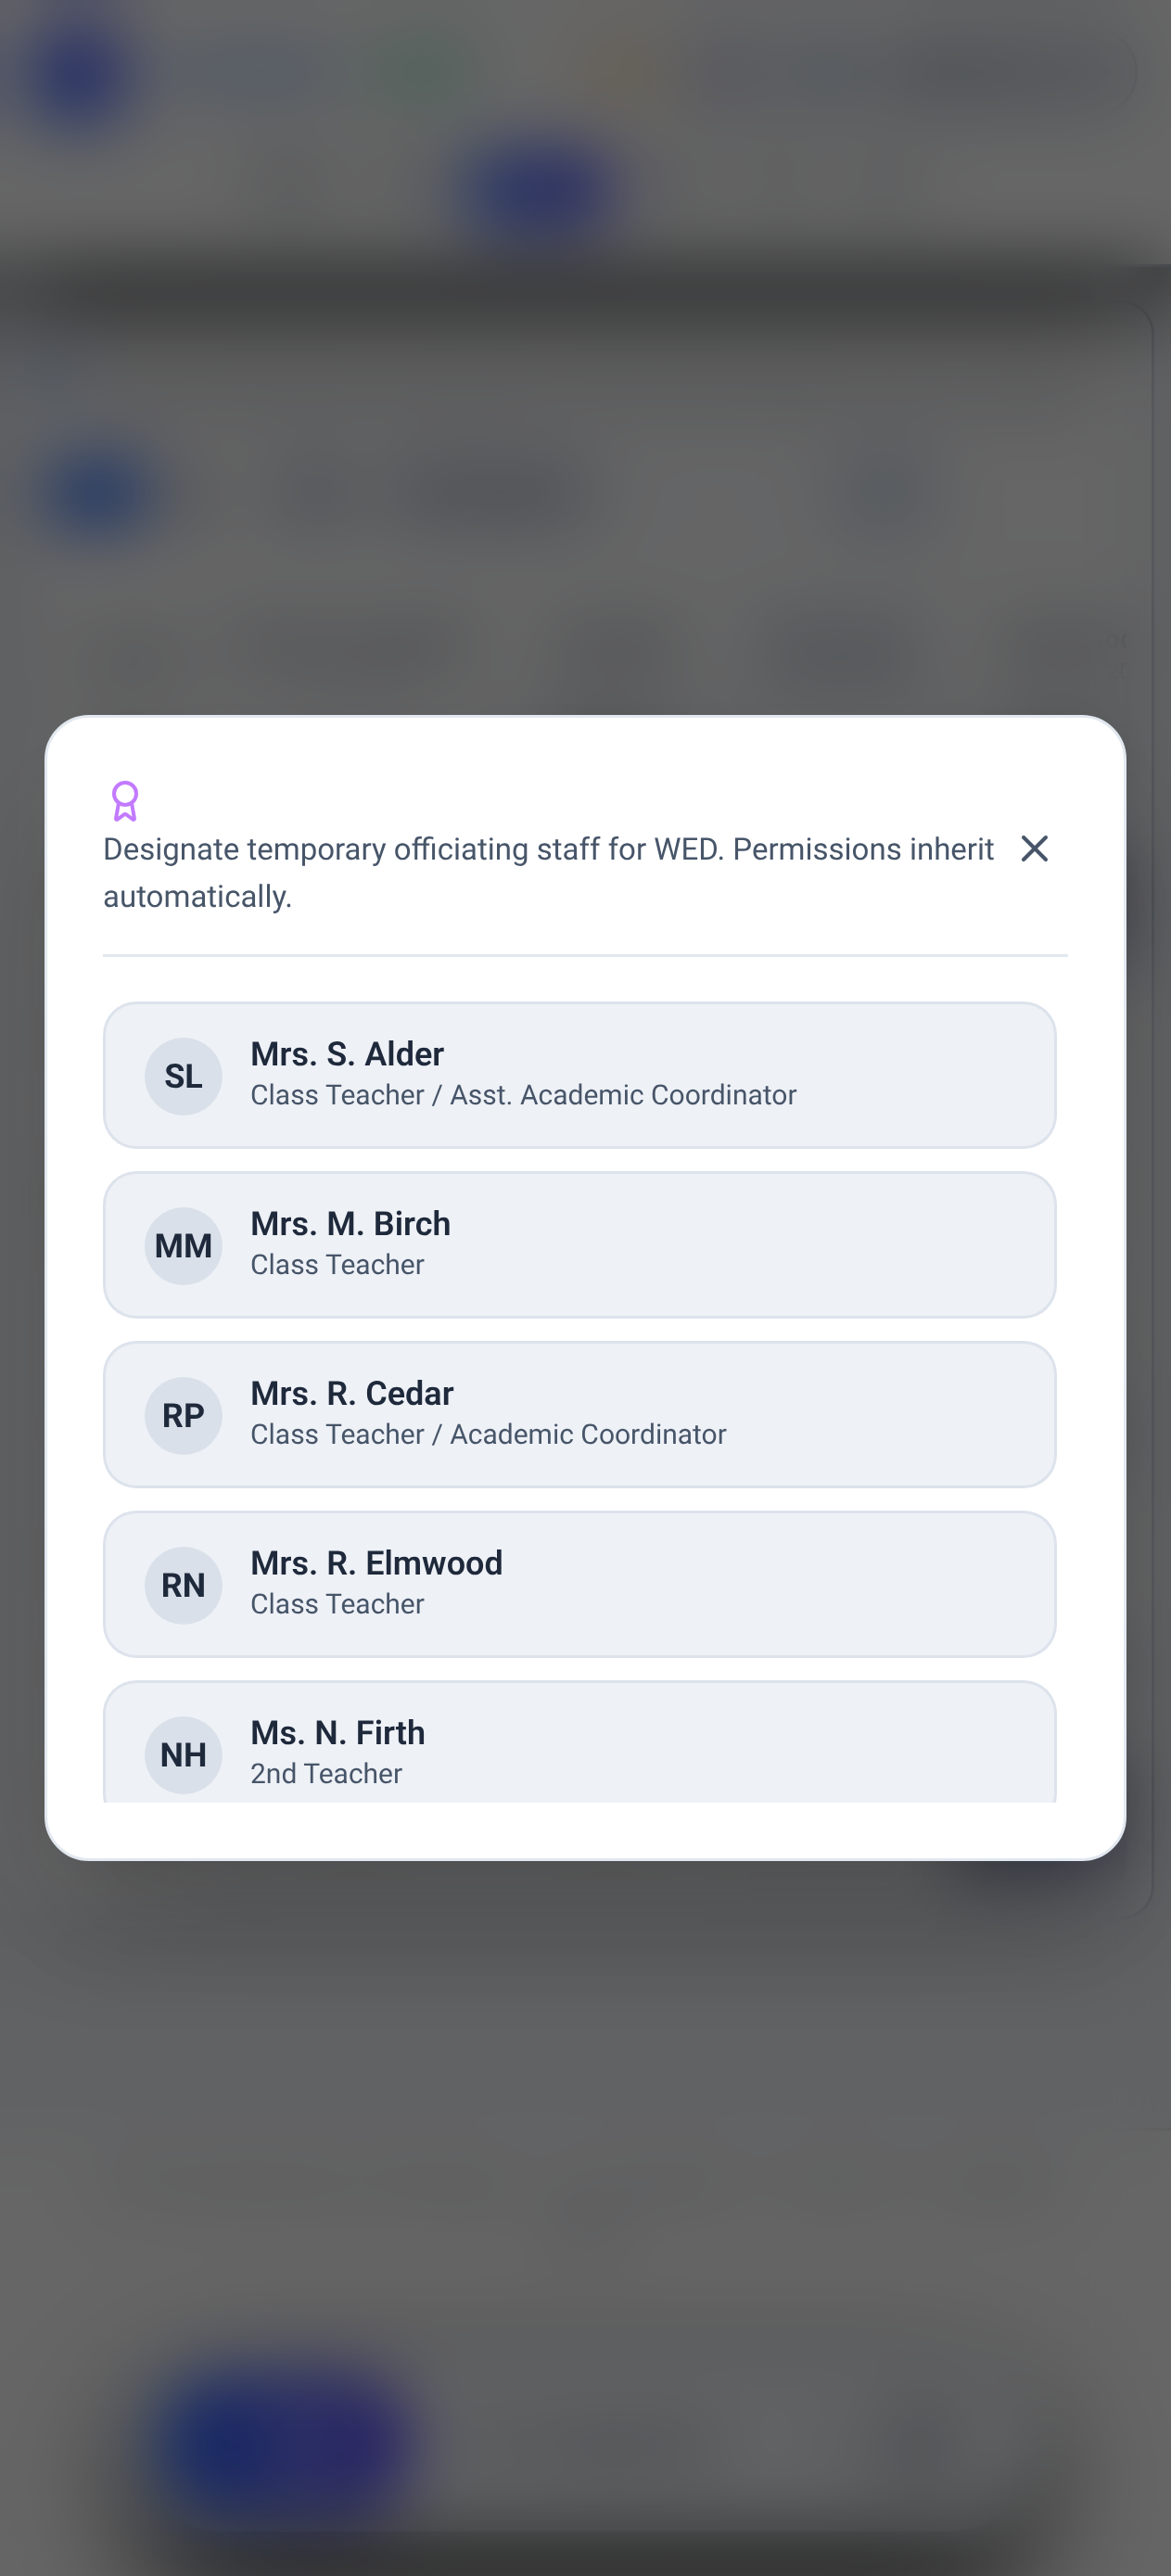 Designate temporary officiating staff for WED. Permissions inherit
automatically.
SL
Mrs. S. Alder
Class Teacher / Asst. Academic Coordinator
MM
Mrs. M. Birch
Class Teacher
RP
Mrs. R. Cedar
Class Teacher / Academic Coordinator
RN
Mrs. R. Elmwood
Class Teacher
NH
Ms. N. Firth
2nd Teacher